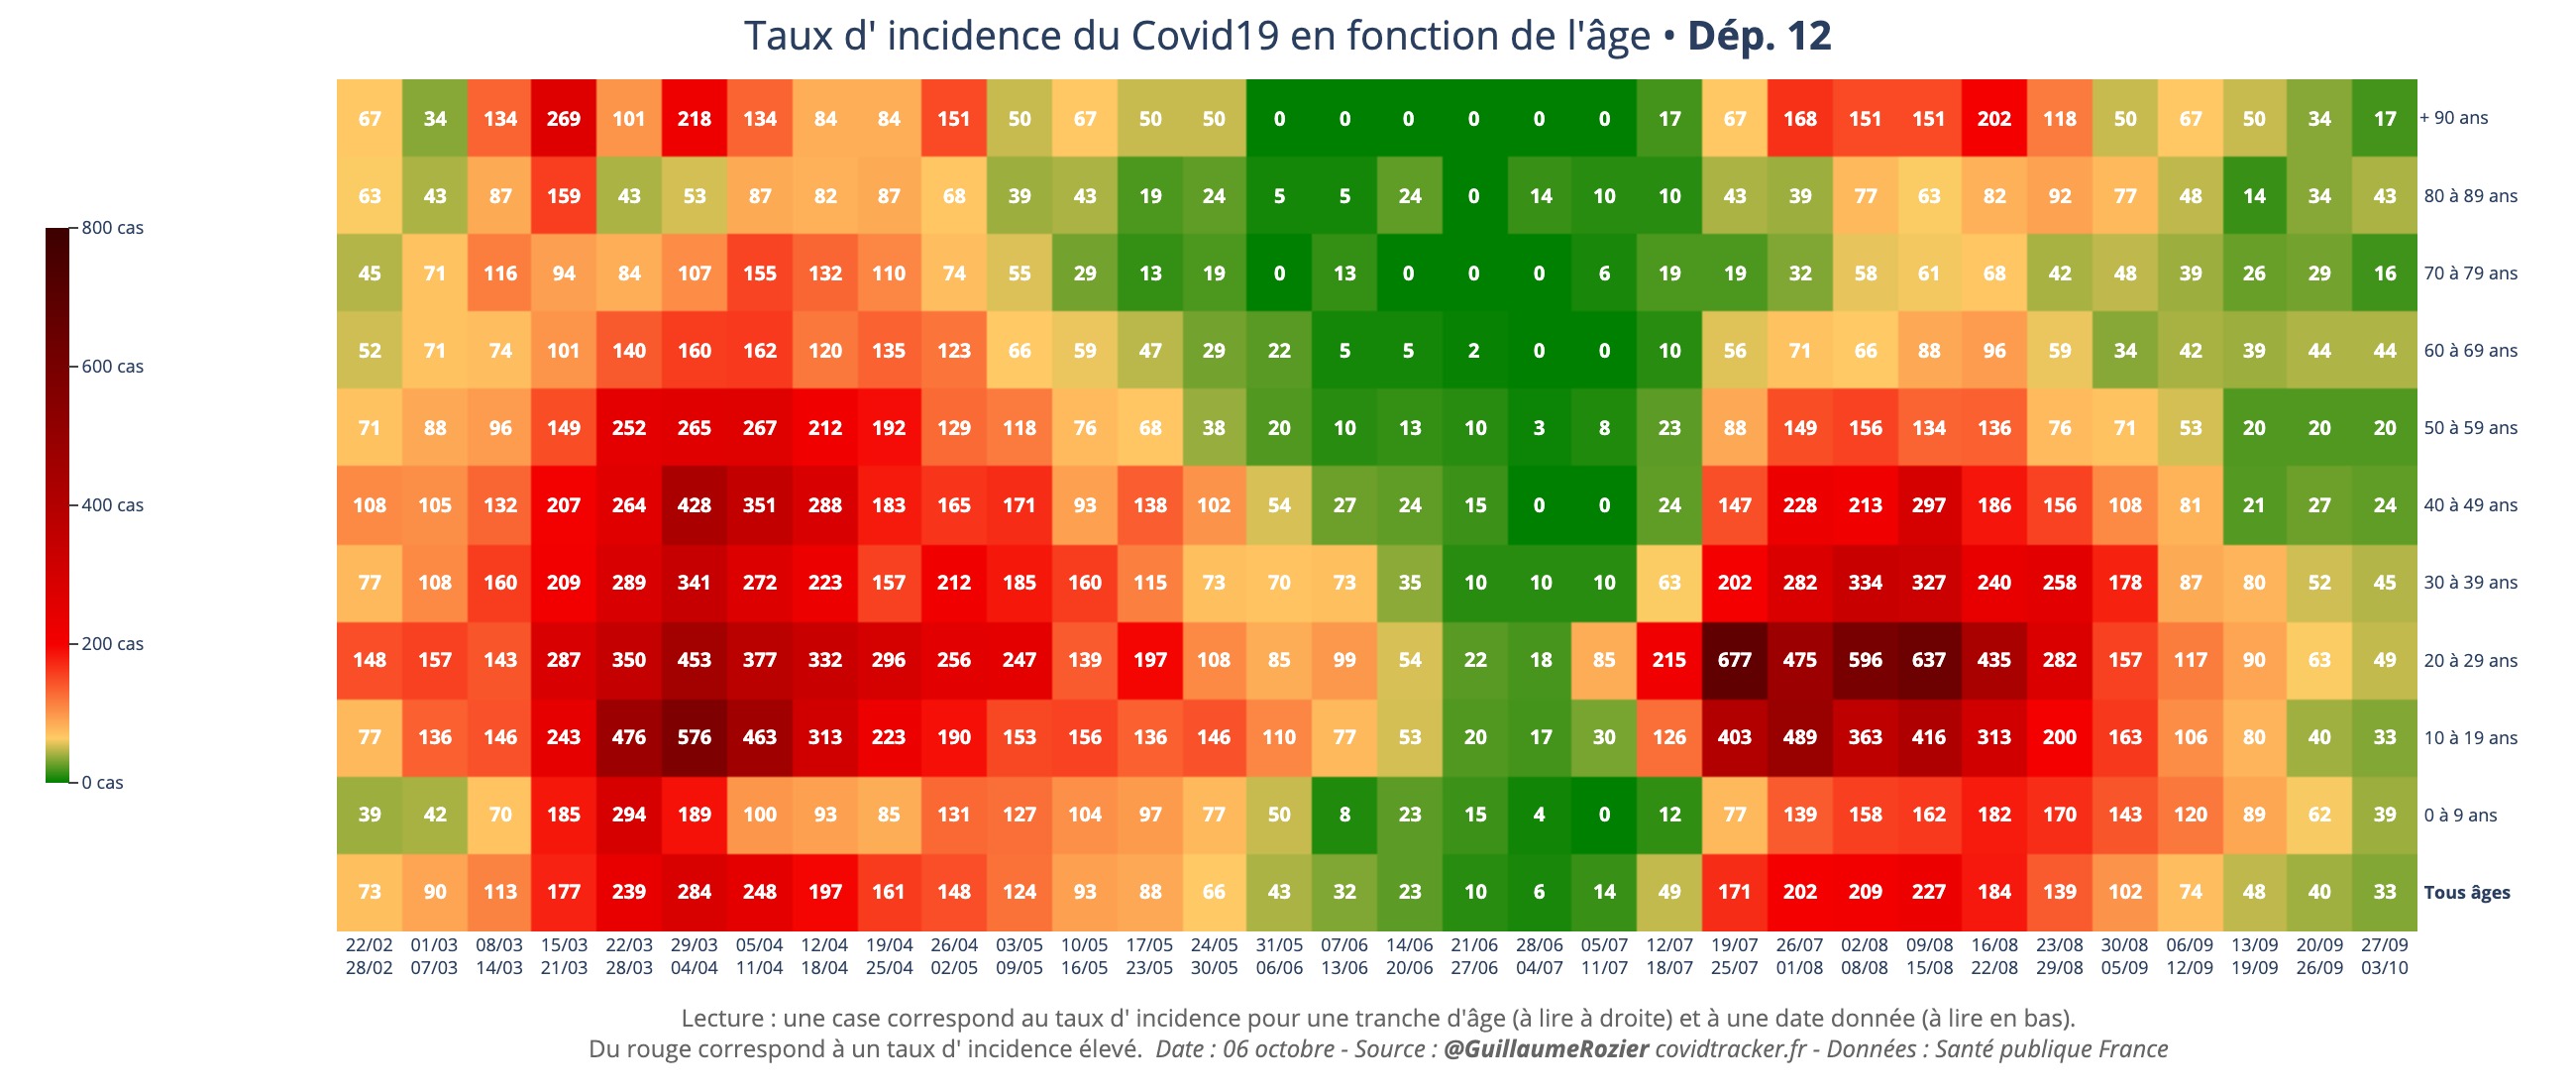 Taux d' incidence du Covid19 en fonction de l'âge • Dép. 12
67 34 134 269 101 218 134 84 84 151 50 67 50 50 0 0 0 0 0 0 17 67 168 151 151 202 118 50 67 50 34 17 + 90 ans
63 43 87 159 43 53 87 82 87 68 39 43 19 24 5 5 24 0 14 10 10 43 39 77 63 82 92 77 48 14 34 43 80 à 89 ans
800 cas
45 71 116 94 84 107 155 132 110 74 55 29 13 19 0 13 0 0 0 6 19 19 32 58 61 68 42 48 39 26 29 16 70 à 79 ans
52 71 74 101 140 160 162 120 135 123 66 59 47 29 22 5 5 2 0 0 10 56 71 66 88 96 59 34 42 39 44 44 60 à 69 ans
600 cas
71 88 96 149 252 265 267 212 192 129 118 76 68 38 20 10 13 10 3 8 23 88 149 156 134 136 76 71 53 20 20 20 50 à 59 ans
400 cas
108 105 132 207 264 428 351 288 183 165 171 93 138 102 54 27 24 15 0 0 24 147 228 213 297 186 156 108 81 21 27 24 40 à 49 ans
77 108 160 209 289 341 272 223 157 212 185 160 115 73 70 73 35 10 10 10 63 202 282 334 327 240 258 178 87 80 52 45 30 à 39 ans
200 cas
148 157 143 287 350 453 377 332 296 256 247 139 197 108 85 99 54 22 18 85 215 677 475 596 637 435 282 157 117 90 63 49 20 à 29 ans
77 136 146 243 476 576 463 313 223 190 153 156 136 146 110 77 53 20 17 30 126 403 489 363 416 313 200 163 106 80 40 33 10 à 19 ans
0 cas
39 42 70 185 294 189 100 93 85 131 127 104 97 77 50 8 23 15 4 0 12 77 139 158 162 182 170 143 120 89 62 39 0 à 9 ans
73 90 113 177 239 284 248 197 161 148 124 93 88 66 43 32 23 10 6 14 49 171 202 209 227 184 139 102 74 48 40 33 Tous âges
22/02 01/03 08/03 15/03 22/03 29/03 05/04 12/04 19/04 26/04 03/05 10/05 17/05 24/05 31/05 07/06 14/06 21/06 28/06 05/07 12/07 19/07 26/07 02/08 09/08 16/08 23/08 30/08 06/09 13/09 20/09 27/09
28/02 07/03 14/03 21/03 28/03 04/04 11/04 18/04 25/04 02/05 09/05 16/05 23/05 30/05 06/06 13/06 20/06 27/06 04/07 11/07 18/07 25/07 01/08 08/08 15/08 22/08 29/08 05/09 12/09 19/09 26/09 03/10
Lecture : une case correspond au taux d' incidence pour une tranche d'âge (à lire à droite) et à une date donnée (à lire en bas).
Du rouge correspond à un taux d' incidence élevé. Date : 06 octobre - Source : @GuillaumeRozier covidtracker.fr - Données : Santé publique France